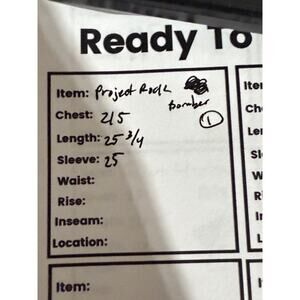 Ready To
Item: Project Rock
Bomber
Chest: 215
1
Length: 25 3/4
Sleeve: 25
Waist:
Rise:
Inseam:
Location:
Item: